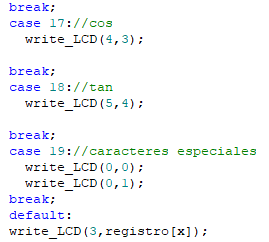 break;
case 17://cos
write_LCD(4,3);
break;
case 18://tan
write_LCD(5,4);
break;
case 19://caracteres especiales
write_LCD(0,0);
write_LCD(0,1);
break;
default:
write_LCD(3,registro[x]);